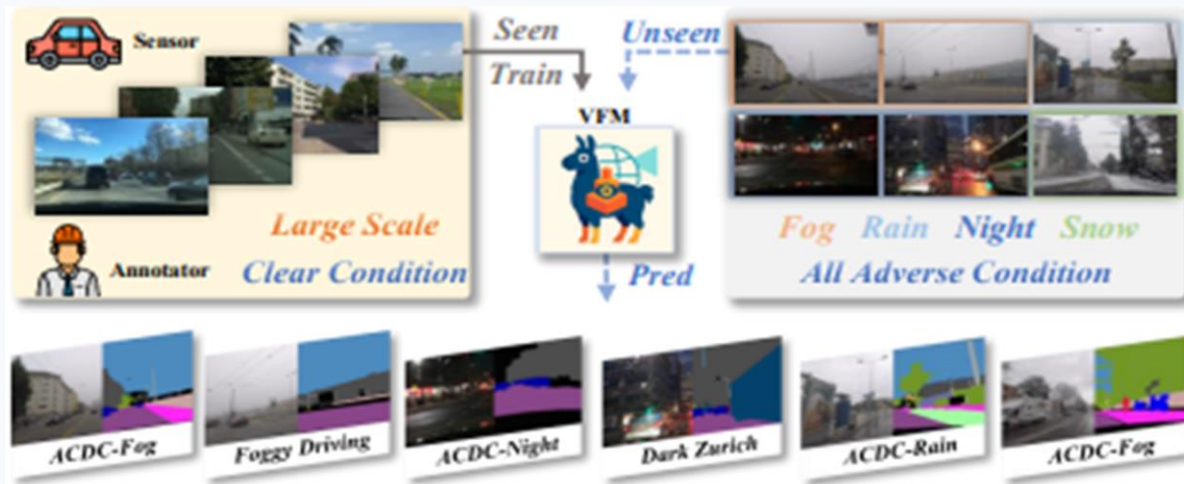 Sensor
Seen
Train
Unseen
VFM
Large Scale
Annotator
Clear Condition
Fog Rain Night Snow
All Adverse Condition
Pred
ACDC-Fog
Foggy Driving
ACDC-Night
Dark Zurich
ACDC-Rain
ACDC-Fog